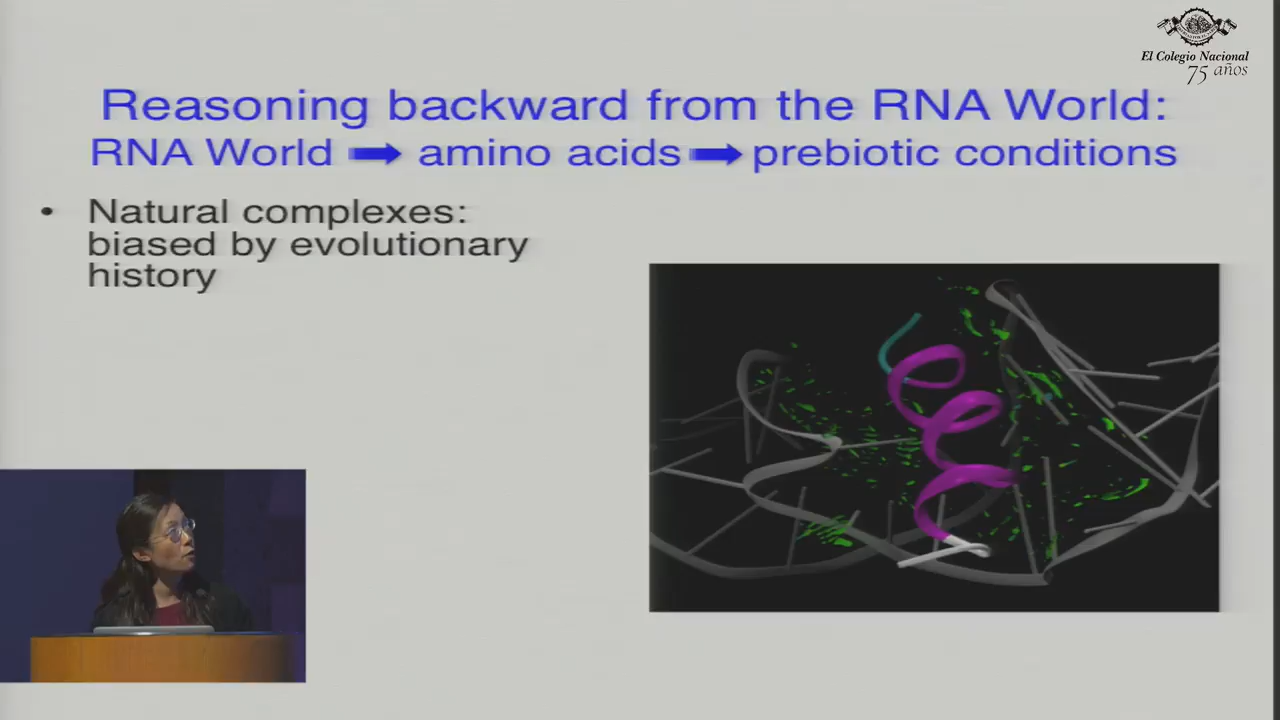 El Colegio Nacional
75 años
Reasoning backward from the RNA World:
RNA World ➡ amino acids ➡ prebiotic conditions
• Natural complexes:
biased by evolutionary
history